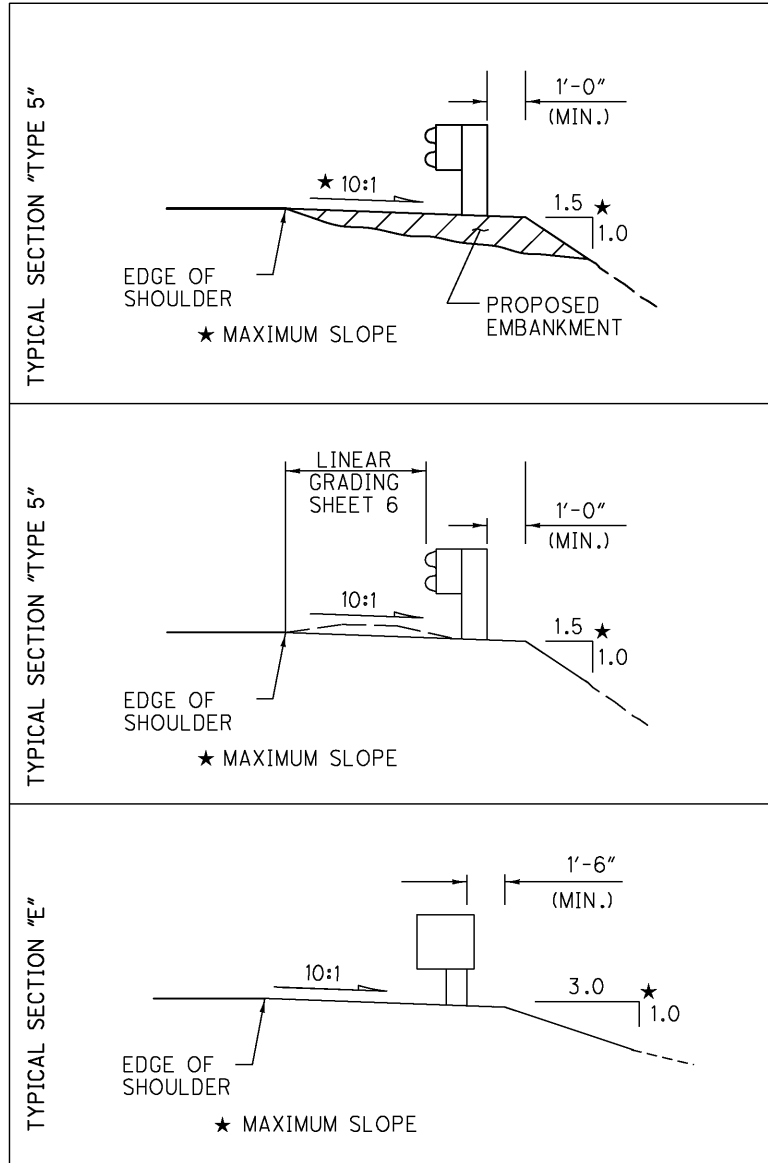 TYPICAL SECTION "TYPE 5"
1'-0"
(MIN.)
★ 10:1
1.5 ★
1.0
EDGE OF
SHOULDER
PROPOSED
EMBANKMENT
★ MAXIMUM SLOPE
TYPICAL SECTION "TYPE 5"
LINEAR
GRADING
SHEET 6
1'-0"
(MIN.)
10:1
1.5 ★
1.0
EDGE OF
SHOULDER
★ MAXIMUM SLOPE
TYPICAL SECTION "E"
1'-6"
(MIN.)
10:1
3.0 ★
1.0
EDGE OF
SHOULDER
★ MAXIMUM SLOPE